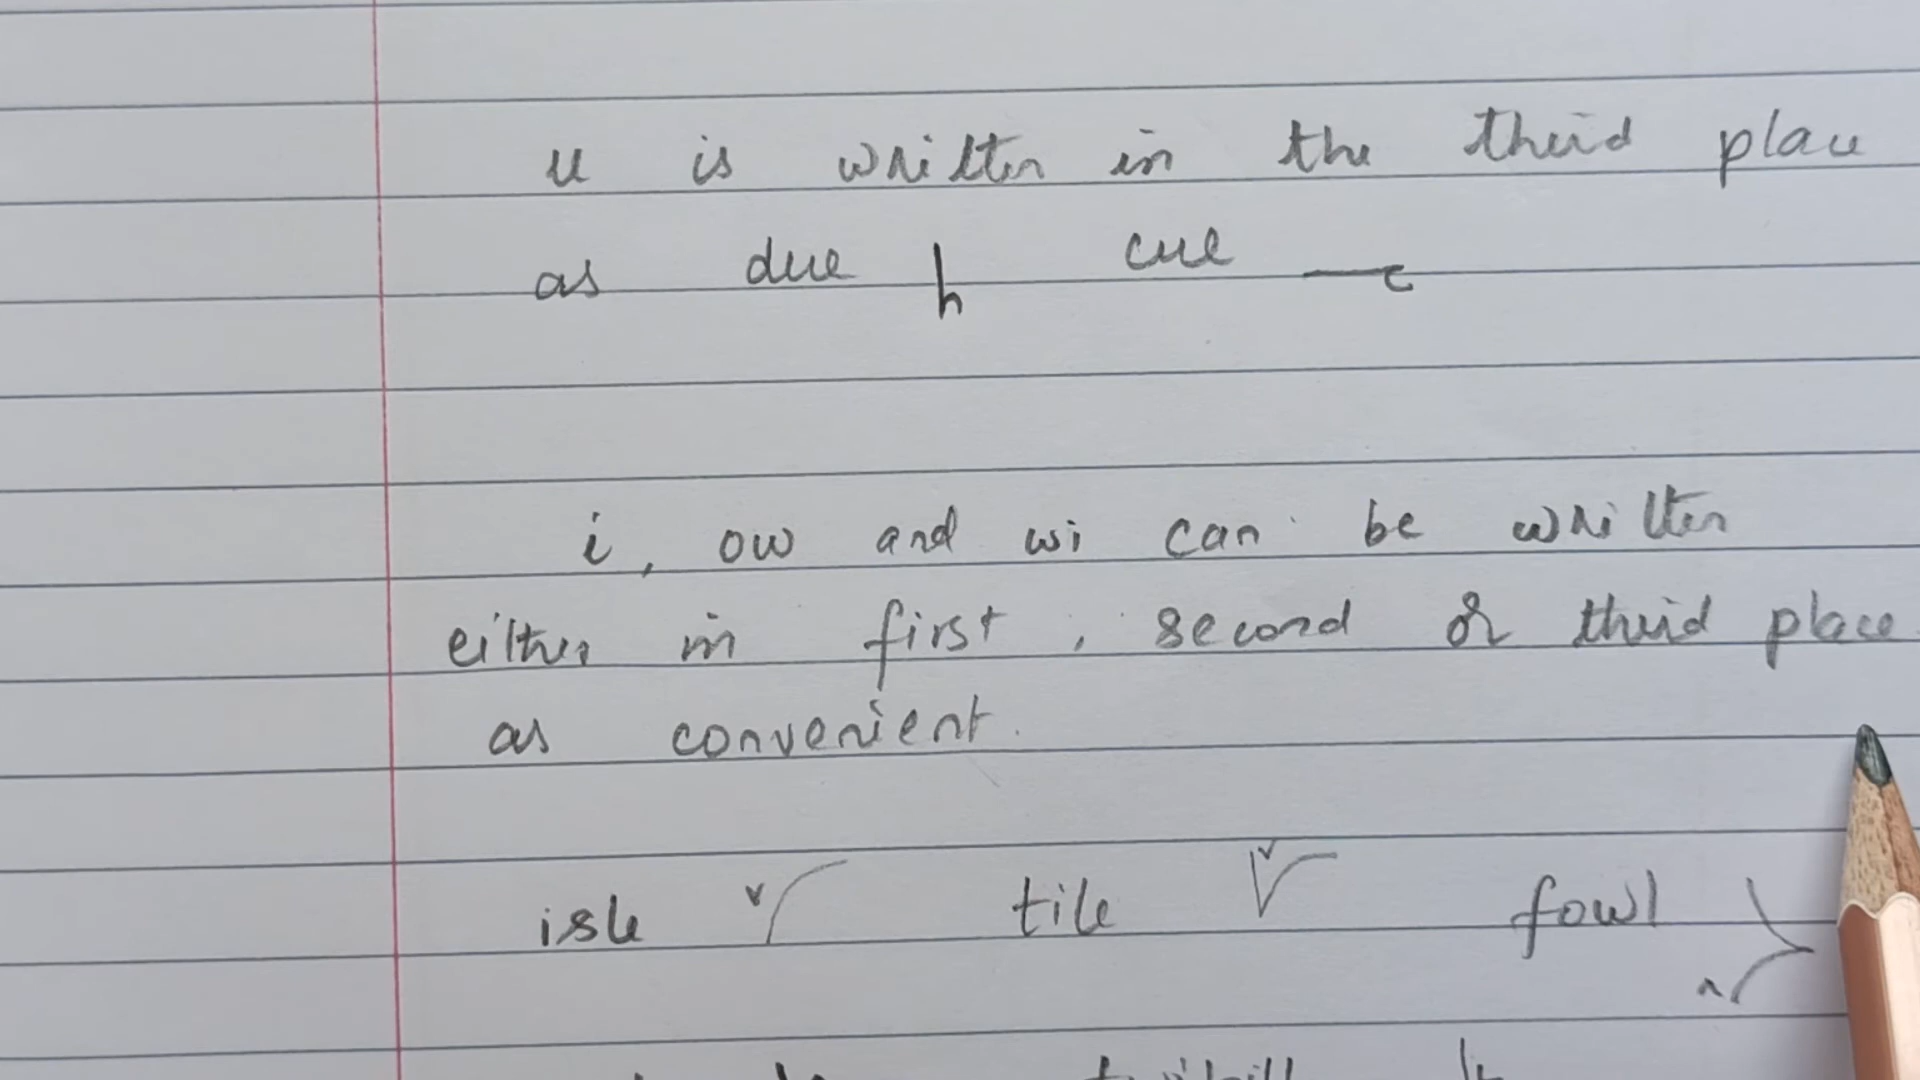 u is written in the third place
as due cue
i, ow and wi can be written
either in first, second or third place
as convenient.
isle tile fowl